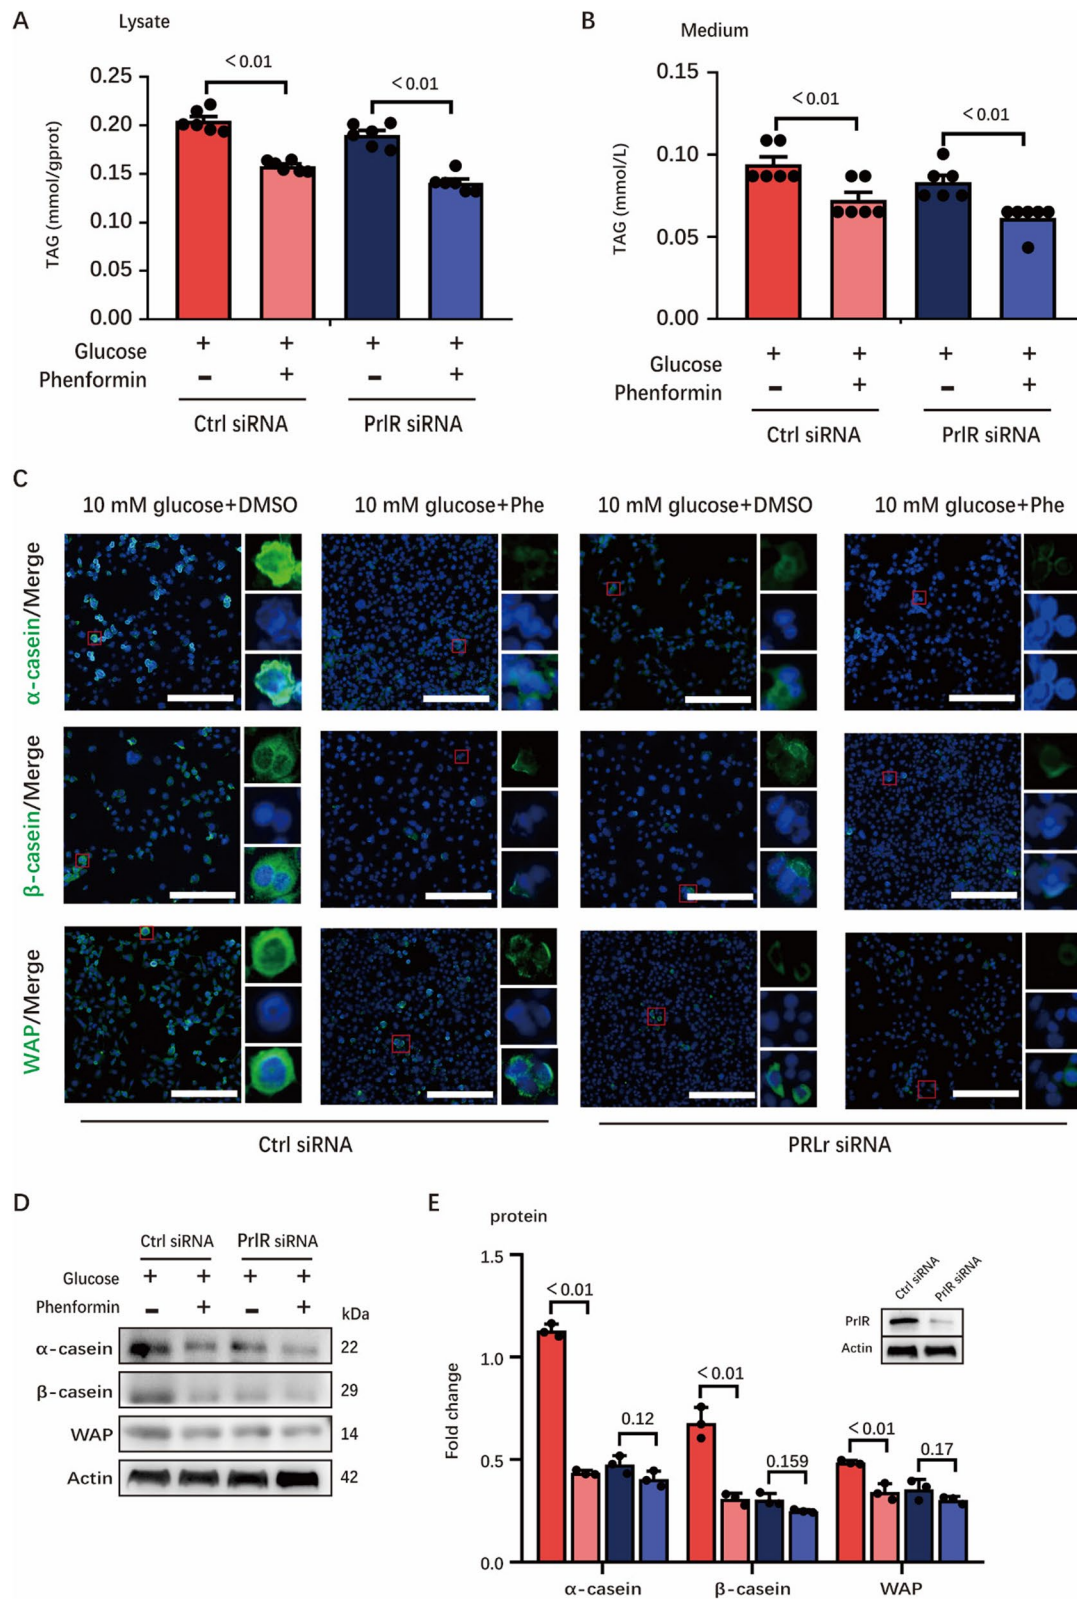 A
Lysate
< 0.01
< 0.01
0.25
0.20
0.15
0.10
0.05
0.00
TAG (mmol/gprot)
Glucose + + + +
Phenformin - + - +
Ctrl siRNA PrlR siRNA
B
Medium
< 0.01
< 0.01
0.15
0.10
0.05
0.00
TAG (mmol/L)
Glucose + + + +
Phenformin - + - +
Ctrl siRNA PrlR siRNA
C
10 mM glucose+DMSO 10 mM glucose+Phe 10 mM glucose+DMSO 10 mM glucose+Phe
α-casein/Merge
β-casein/Merge
WAP/Merge
Ctrl siRNA PRLr siRNA
D
Ctrl siRNA PrlR siRNA
Glucose + + + +
Phenformin - + - + kDa
α-casein 22
β-casein 29
WAP 14
Actin 42
E
protein
1.5
1.0
0.5
0.0
Fold change
< 0.01
0.12
< 0.01
0.159
< 0.01
0.17
α-casein β-casein WAP
Ctrl siRNA PrlR siRNA
PrlR
Actin